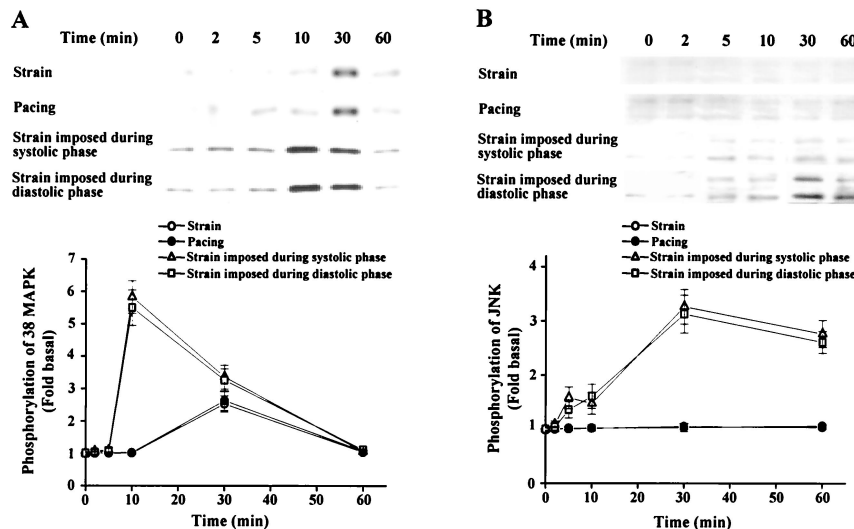 A
Time (min) 0 2 5 10 30 60
Strain
Pacing
Strain imposed during
systolic phase
Strain imposed during
diastolic phase
Strain
Pacing
Strain imposed during systolic phase
Strain imposed during diastolic phase
Phosphorylation of 38 MAPK
(Fold basal)
7
6
5
4
3
2
1
0
0 10 20 30 40 50 60
Time (min)
B
Time (min) 0 2 5 10 30 60
Strain
Pacing
Strain imposed during
systolic phase
Strain imposed during
diastolic phase
Strain
Pacing
Strain imposed during systolic phase
Strain imposed during diastolic phase
Phosphorylation of JNK
(Fold basal)
4
3
2
1
0
0 10 20 30 40 50 60
Time (min)